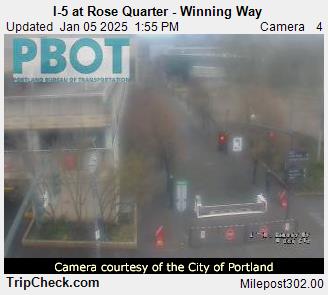 I-5 at Rose Quarter - Winning Way
Updated Jan 05 2025 1:55 PM Camera 4
PBOT
PORTLAND BUREAU OF TRANSPORTATION
Camera courtesy of the City of Portland
TripCheck.com Milepost302.00